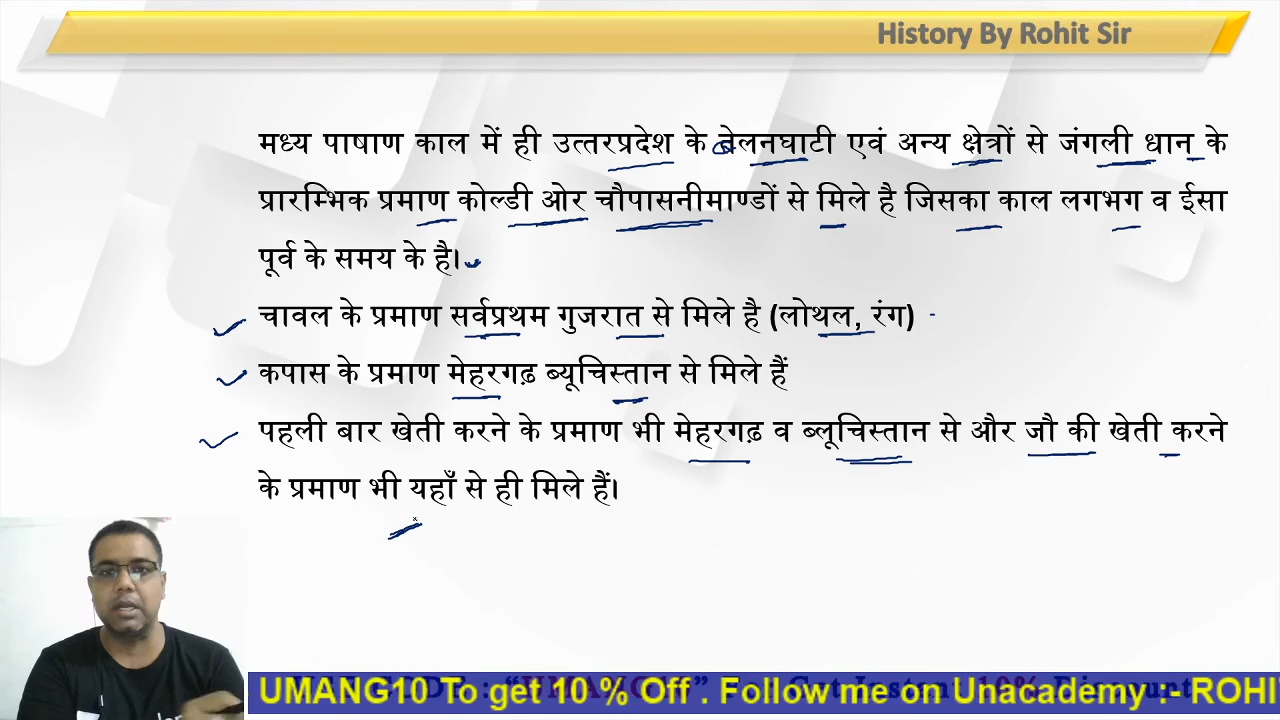 History By Rohit Sir
मध्य पाषाण काल में ही उत्तरप्रदेश के बेलनघाटी एवं अन्य क्षेत्रों से जंगली धान के
प्रारम्भिक प्रमाण कोल्डी ओर चौपासनीमाण्डों से मिले है जिसका काल लगभग व ईसा
पूर्व के समय के है।
चावल के प्रमाण सर्वप्रथम गुजरात से मिले है (लोथल, रंग)
कपास के प्रमाण मेहरगढ़ ब्यूचिस्तान से मिले हैं
पहली बार खेती करने के प्रमाण भी मेहरगढ़ व ब्लूचिस्तान से और जौ की खेती करने
के प्रमाण भी यहाँ से ही मिले हैं।
UMANG10 To get 10 % Off . Follow me on Unacademy :- ROHI